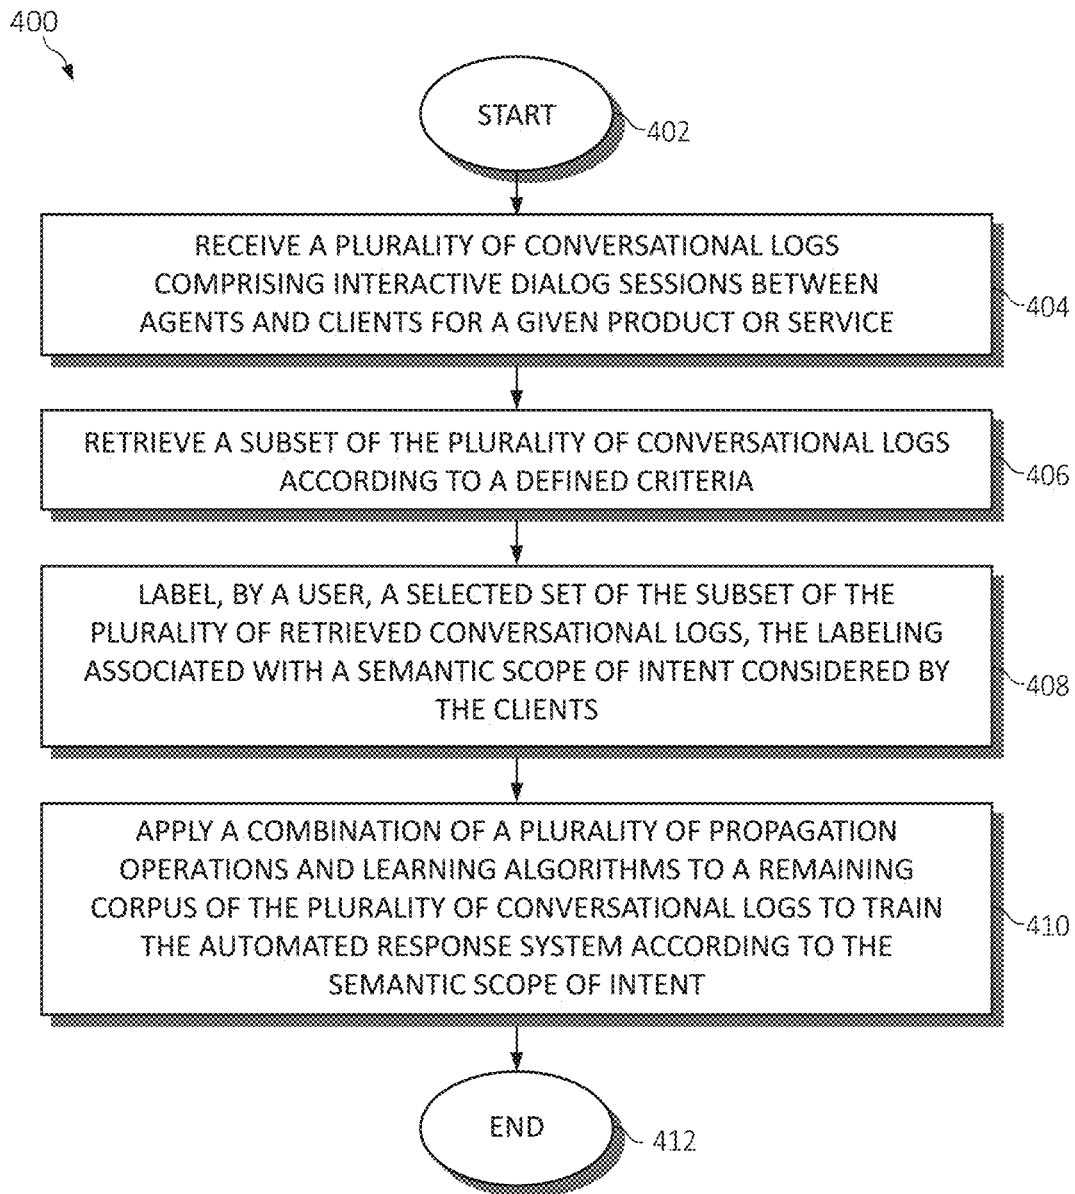 400
START
402
RECEIVE A PLURALITY OF CONVERSATIONAL LOGS
COMPRISING INTERACTIVE DIALOG SESSIONS BETWEEN
AGENTS AND CLIENTS FOR A GIVEN PRODUCT OR SERVICE
404
RETRIEVE A SUBSET OF THE PLURALITY OF CONVERSATIONAL LOGS
ACCORDING TO A DEFINED CRITERIA
406
LABEL, BY A USER, A SELECTED SET OF THE SUBSET OF THE
PLURALITY OF RETRIEVED CONVERSATIONAL LOGS, THE LABELING
ASSOCIATED WITH A SEMANTIC SCOPE OF INTENT CONSIDERED BY
THE CLIENTS
408
APPLY A COMBINATION OF A PLURALITY OF PROPAGATION
OPERATIONS AND LEARNING ALGORITHMS TO A REMAINING
CORPUS OF THE PLURALITY OF CONVERSATIONAL LOGS TO TRAIN
THE AUTOMATED RESPONSE SYSTEM ACCORDING TO THE
SEMANTIC SCOPE OF INTENT
410
END
412